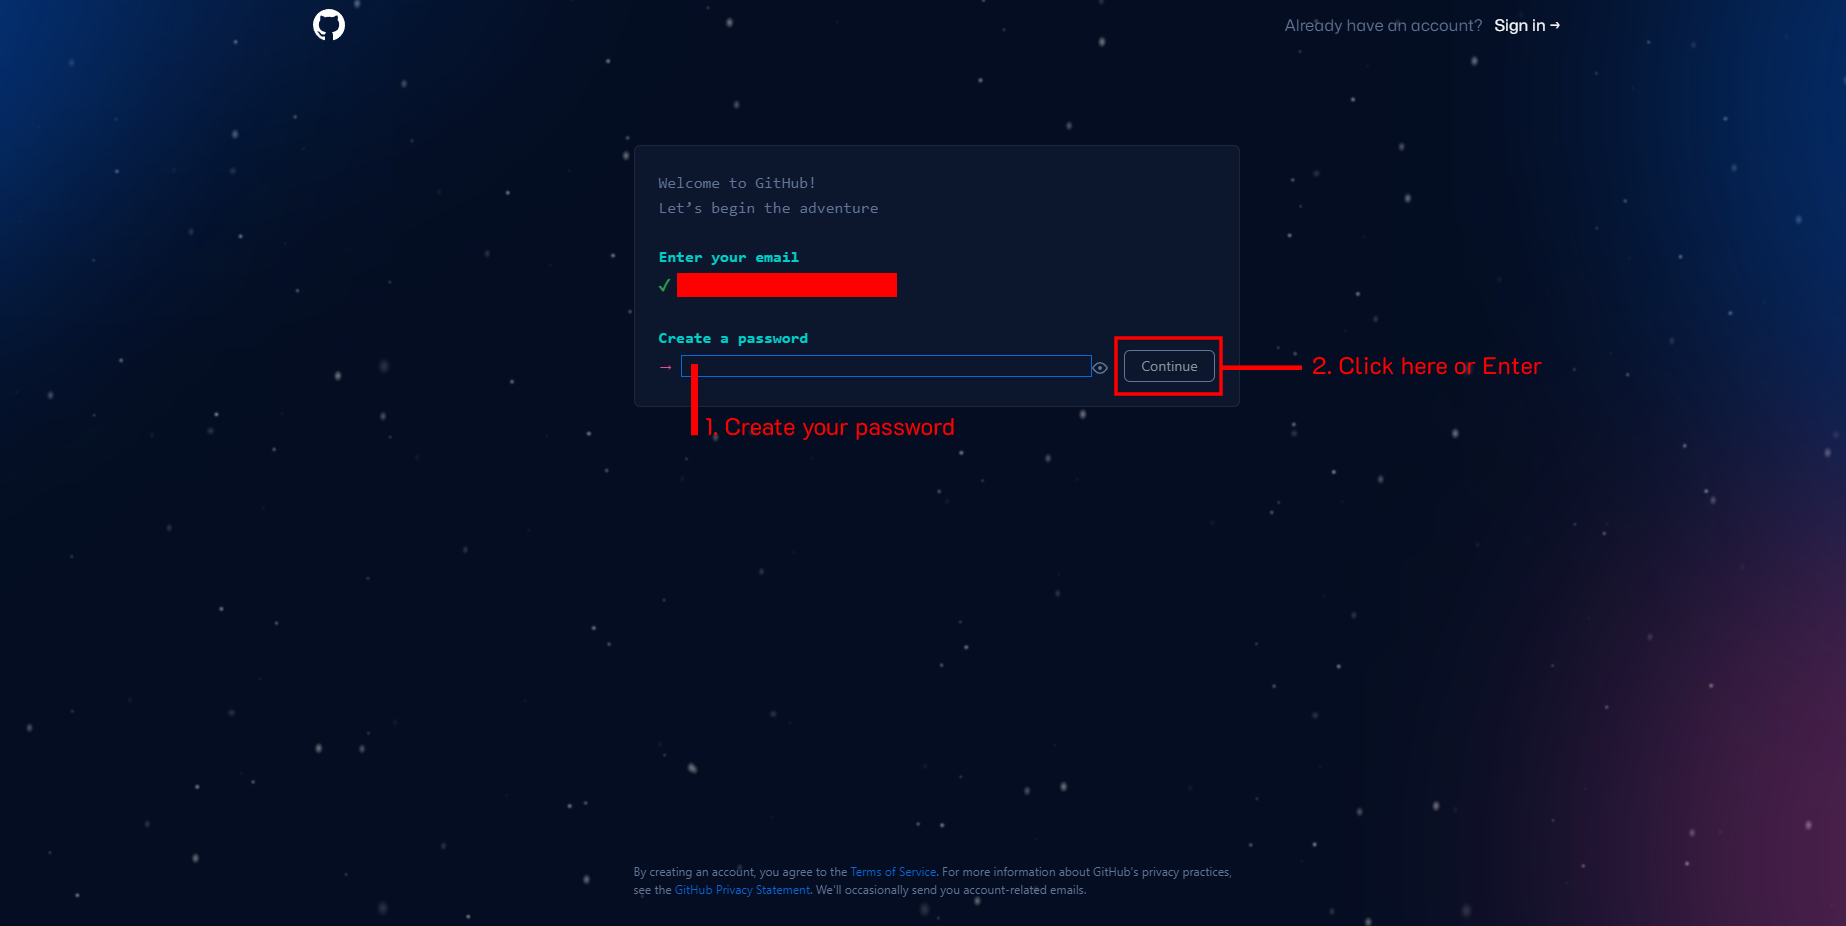 Already have an account? Sign in →
Welcome to GitHub!
Let’s begin the adventure
Enter your email
✓
Create a password
→ Continue
2. Click here or Enter
1. Create your password
By creating an account, you agree to the Terms of Service. For more information about GitHub's privacy practices,
see the GitHub Privacy Statement. We'll occasionally send you account-related emails.